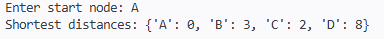 Enter start node: A
Shortest distances: {'A': 0, 'B': 3, 'C': 2, 'D': 8}